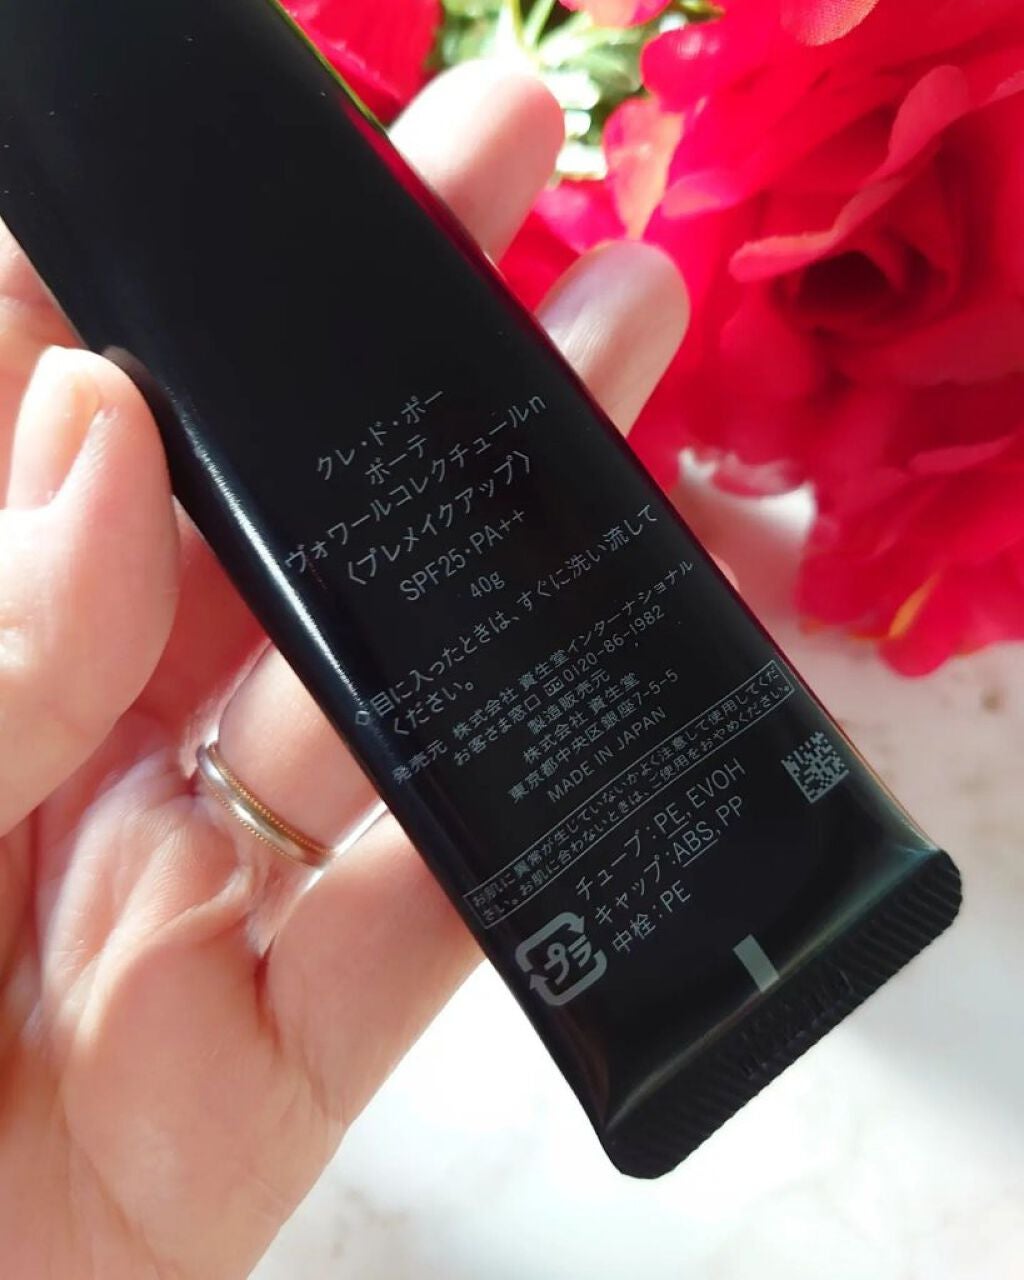 クレ・ド・ポー
ボーテ
ヴォワールコレクチュールn
〈プレメイクアップ〉
SPF25・PA++
40g
◇目に入ったときは、すぐに洗い流して
ください。
発売元 株式会社 資生堂インターナショナル
お客さま窓口 0120-86-1982
製造販売元
株式会社 資生堂
東京都中央区銀座7-5-5
MADE IN JAPAN
お肌に異常が生じていないかよく注意して使用してくだ
さい。お肌に合わないときは、ご使用をおやめください。
チューブ:PE,EVOH
キャップ:ABS,PP
中栓:PE
プラ